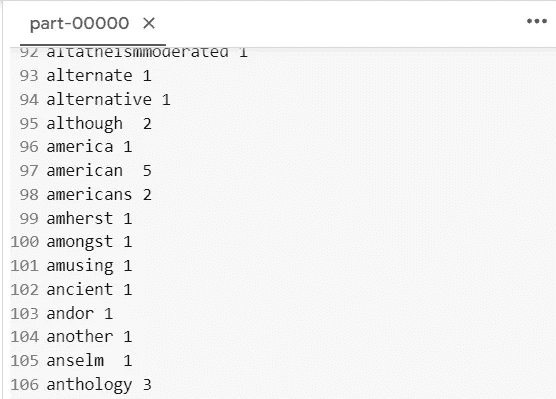 part-00000 ×
92 altatheismmoderated 1
93 alternate 1
94 alternative 1
95 although  2
96 america 1
97 american  5
98 americans 2
99 amherst 1
100 amongst 1
101 amusing 1
102 ancient 1
103 andor 1
104 another 1
105 anselm  1
106 anthology 3